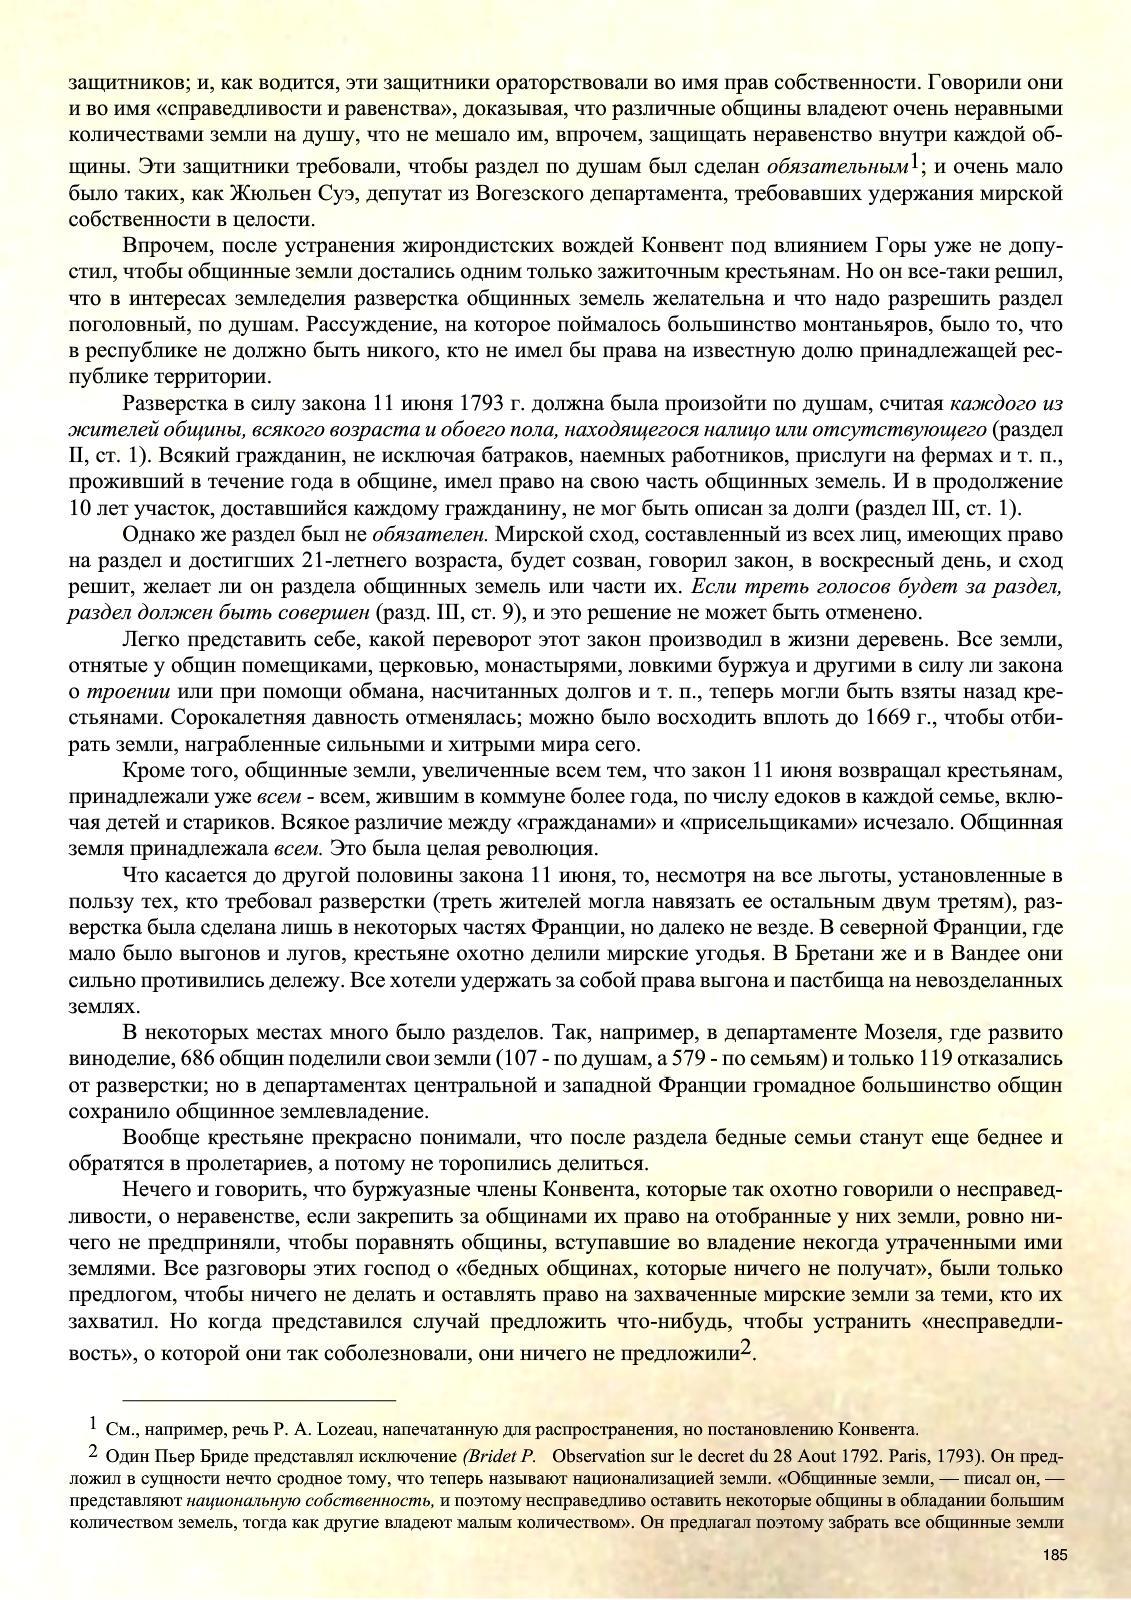 защитников; и, как водится, эти защитники ораторствовали во имя прав собственности. Говорили они
и во имя «справедливости и равенства», доказывая, что различные общины владеют очень неравными
количествами земли на душу, что не мешало им, впрочем, защищать неравенство внутри каждой об-
щины. Эти защитники требовали, чтобы раздел по душам был сделан обязательным1; и очень мало
было таких, как Жюльен Суэ, депутат из Вогезского департамента, требовавших удержания мирской
собственности в целости.
Впрочем, после устранения жирондистских вождей Конвент под влиянием Горы уже не допу-
стил, чтобы общинные земли достались одним только зажиточным крестьянам. Но он все-таки решил,
что в интересах земледелия разверстка общинных земель желательна и что надо разрешить раздел
поголовный, по душам. Рассуждение, на которое поймалось большинство монтаньяров, было то, что
в республике не должно быть никого, кто не имел бы права на известную долю принадлежащей рес-
публике территории.
Разверстка в силу закона 11 июня 1793 г. должна была произойти по душам, считая каждого из
жителей общины, всякого возраста и обоего пола, находящегося налицо или отсутствующего (раздел
II, ст. 1). Всякий гражданин, не исключая батраков, наемных работников, прислуги на фермах и т. п.,
проживший в течение года в общине, имел право на свою часть общинных земель. И в продолжение
10 лет участок, доставшийся каждому гражданину, не мог быть описан за долги (раздел III, ст. 1).
Однако же раздел был не обязателен. Мирской сход, составленный из всех лиц, имеющих право
на раздел и достигших 21-летнего возраста, будет созван, говорил закон, в воскресный день, и сход
решит, желает ли он раздела общинных земель или части их. Если треть голосов будет за раздел,
раздел должен быть совершен (разд. III, ст. 9), и это решение не может быть отменено.
Легко представить себе, какой переворот этот закон производил в жизни деревень. Все земли,
отнятые у общин помещиками, церковью, монастырями, ловкими буржуа и другими в силу ли закона
о троении или при помощи обмана, насчитанных долгов и т. п., теперь могли быть взяты назад кре-
стьянами. Сорокалетняя давность отменялась; можно было восходить вплоть до 1669 г., чтобы отби-
рать земли, награбленные сильными и хитрыми мира сего.
Кроме того, общинные земли, увеличенные всем тем, что закон 11 июня возвращал крестьянам,
принадлежали уже всем - всем, жившим в коммуне более года, по числу едоков в каждой семье, вклю-
чая детей и стариков. Всякое различие между «гражданами» и «присельщиками» исчезало. Общинная
земля принадлежала всем. Это была целая революция.
Что касается до другой половины закона 11 июня, то, несмотря на все льготы, установленные в
пользу тех, кто требовал разверстки (треть жителей могла навязать ее остальным двум третям), раз-
верстка была сделана лишь в некоторых частях Франции, но далеко не везде. В северной Франции, где
мало было выгонов и лугов, крестьяне охотно делили мирские угодья. В Бретани же и в Вандее они
сильно противились дележу. Все хотели удержать за собой права выгона и пастбища на невозделанных
землях.
В некоторых местах много было разделов. Так, например, в департаменте Мозеля, где развито
виноделие, 686 общин поделили свои земли (107 - по душам, а 579 - по семьям) и только 119 отказались
от разверстки; но в департаментах центральной и западной Франции громадное большинство общин
сохранило общинное землевладение.
Вообще крестьяне прекрасно понимали, что после раздела бедные семьи станут еще беднее и
обратятся в пролетариев, а потому не торопились делиться.
Нечего и говорить, что буржуазные члены Конвента, которые так охотно говорили о несправед-
ливости, о неравенстве, если закрепить за общинами их право на отобранные у них земли, ровно ни-
чего не предприняли, чтобы поравнять общины, вступавшие во владение некогда утраченными ими
землями. Все разговоры этих господ о «бедных общинах, которые ничего не получат», были только
предлогом, чтобы ничего не делать и оставлять право на захваченные мирские земли за теми, кто их
захватил. Но когда представился случай предложить что-нибудь, чтобы устранить «несправедли-
вость», о которой они так соболезновали, они ничего не предложили2.
1 См., например, речь P. A. Lozeau, напечатанную для распространения, но постановлению Конвента.
2 Один Пьер Бриде представлял исключение (Bridet P. Observation sur le decret du 28 Aout 1792. Paris, 1793). Он пред-
ложил в сущности нечто сродное тому, что теперь называют национализацией земли. «Общинные земли, — писал он, —
представляют национальную собственность, и поэтому несправедливо оставить некоторые общины в обладании большим
количеством земель, тогда как другие владеют малым количеством». Он предлагал поэтому забрать все общинные земли
185